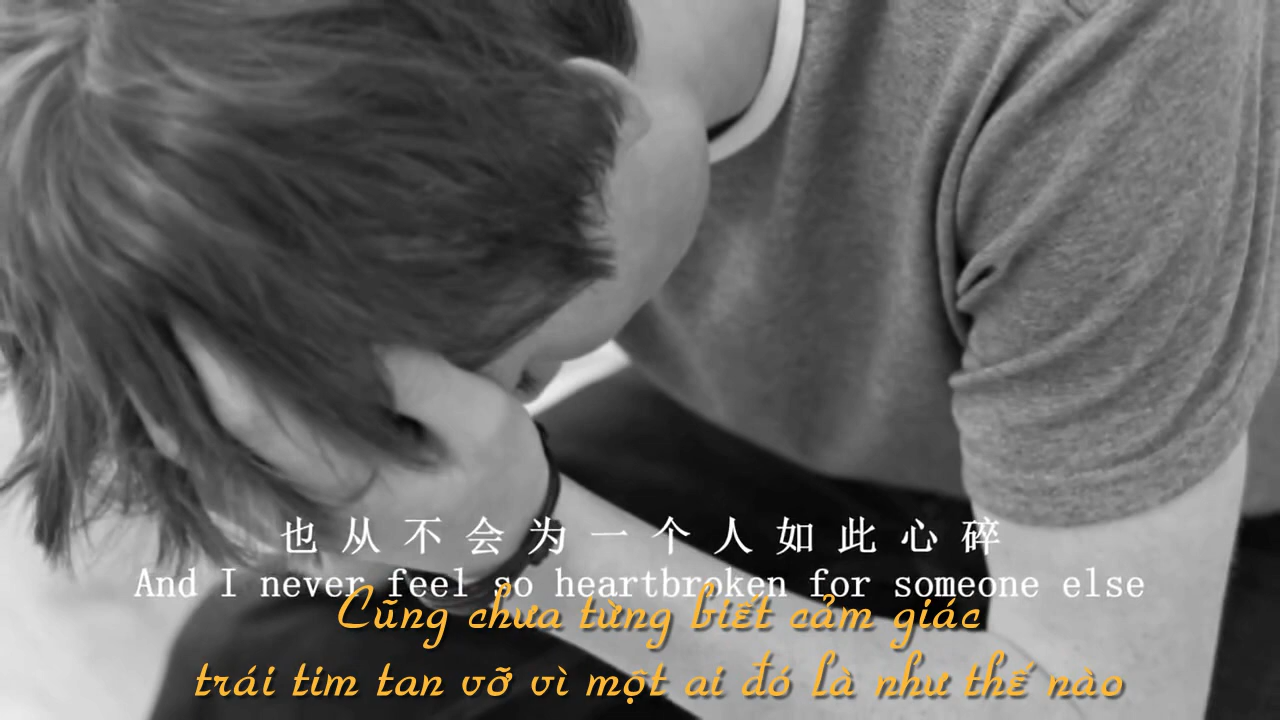 也从不会为一个人如此心碎
And I never feel so heartbroken for someone else
Cũng chưa từng biết cảm giác
trái tim tan vỡ vì một ai đó là như thế nào